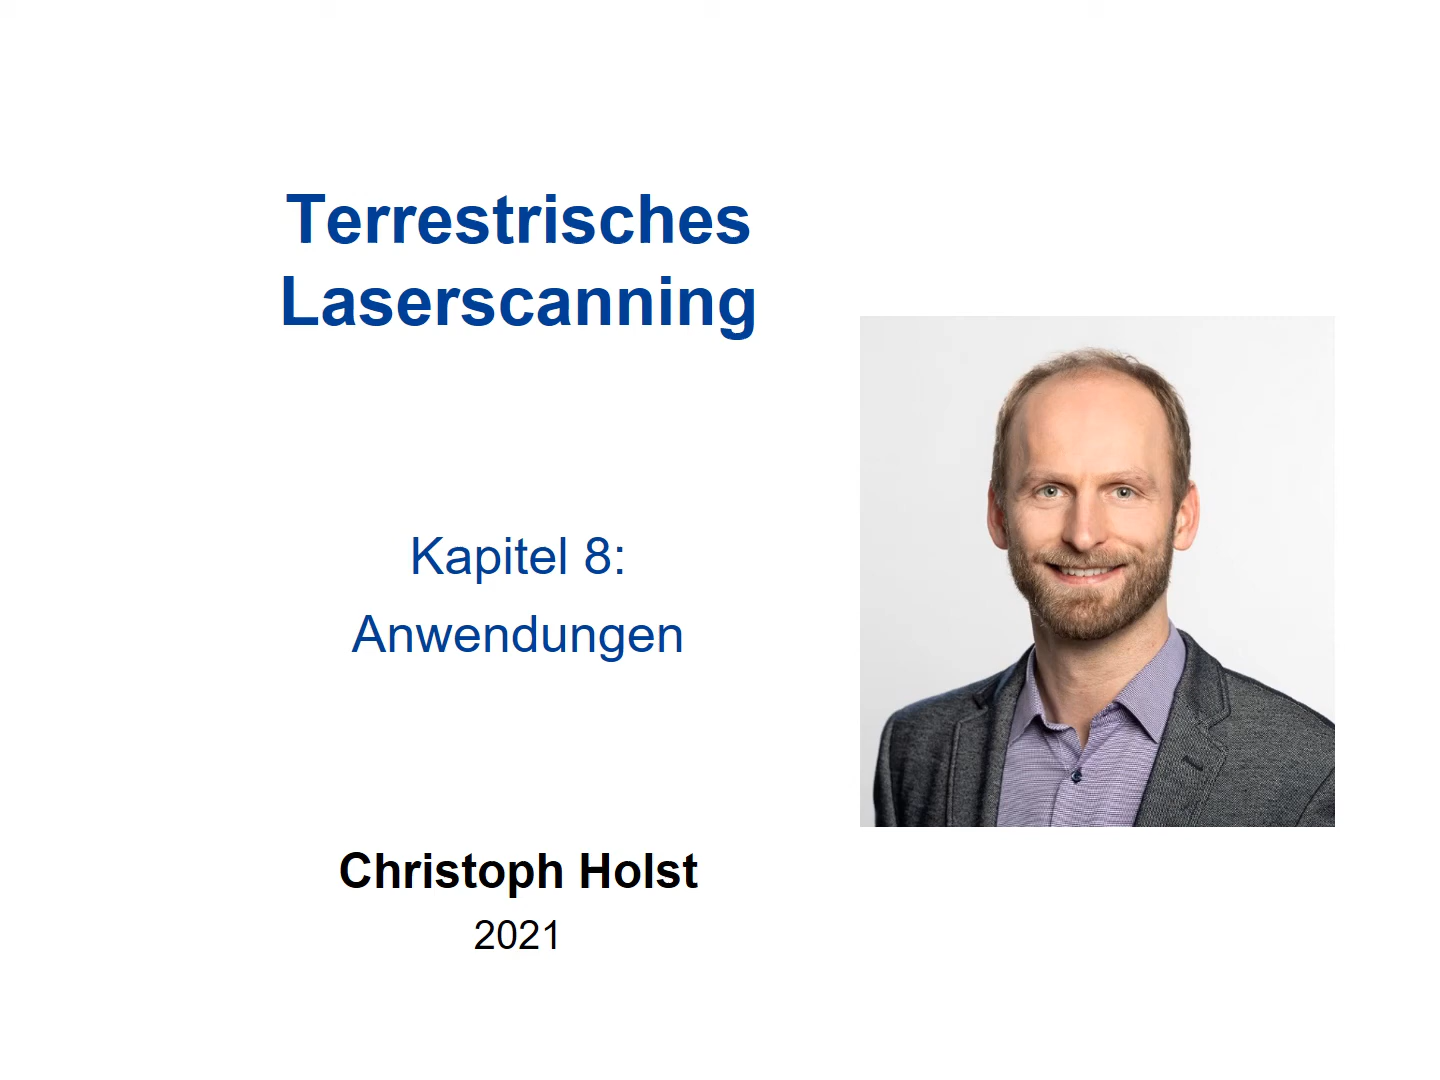 Terrestrisches
Laserscanning
Kapitel 8:
Anwendungen
Christoph Holst
2021